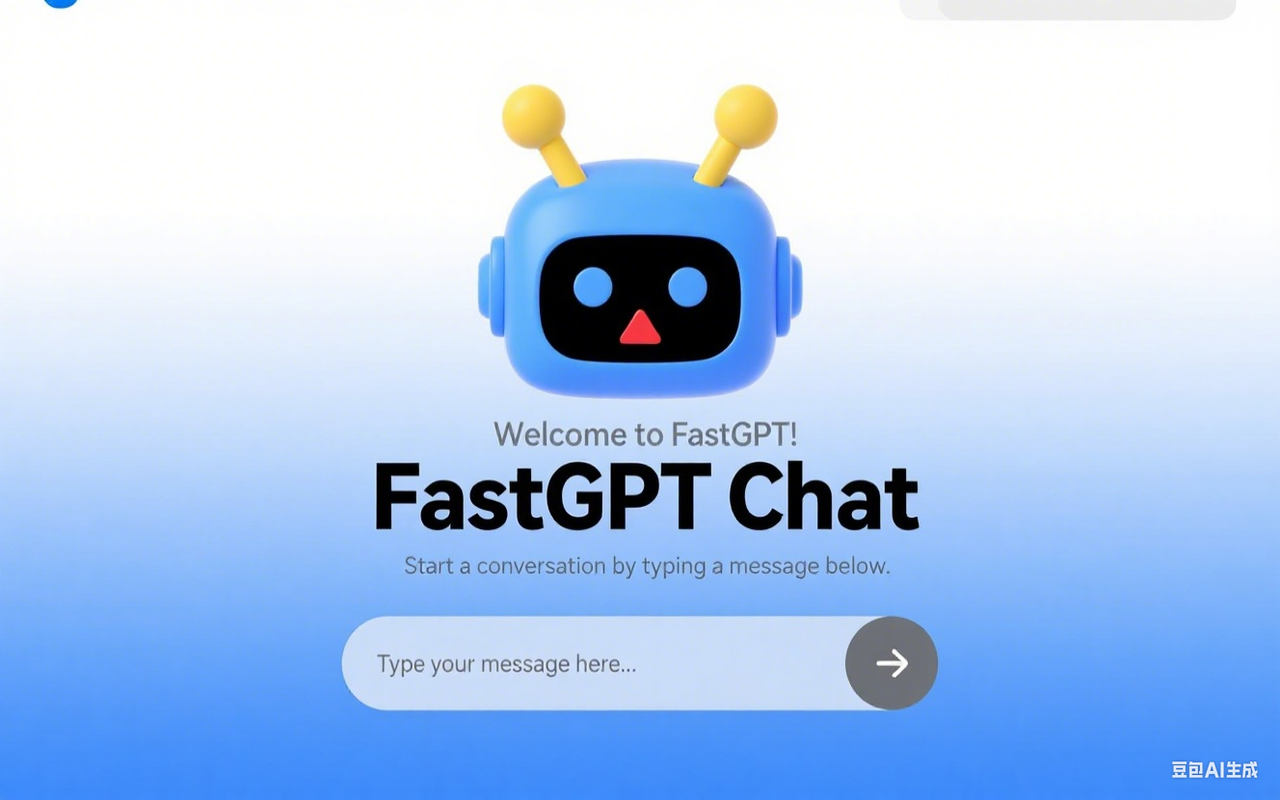 Welcome to FastGPT!
FastGPT Chat
Start a conversation by typing a message below.
Type your message here...
豆包AI生成